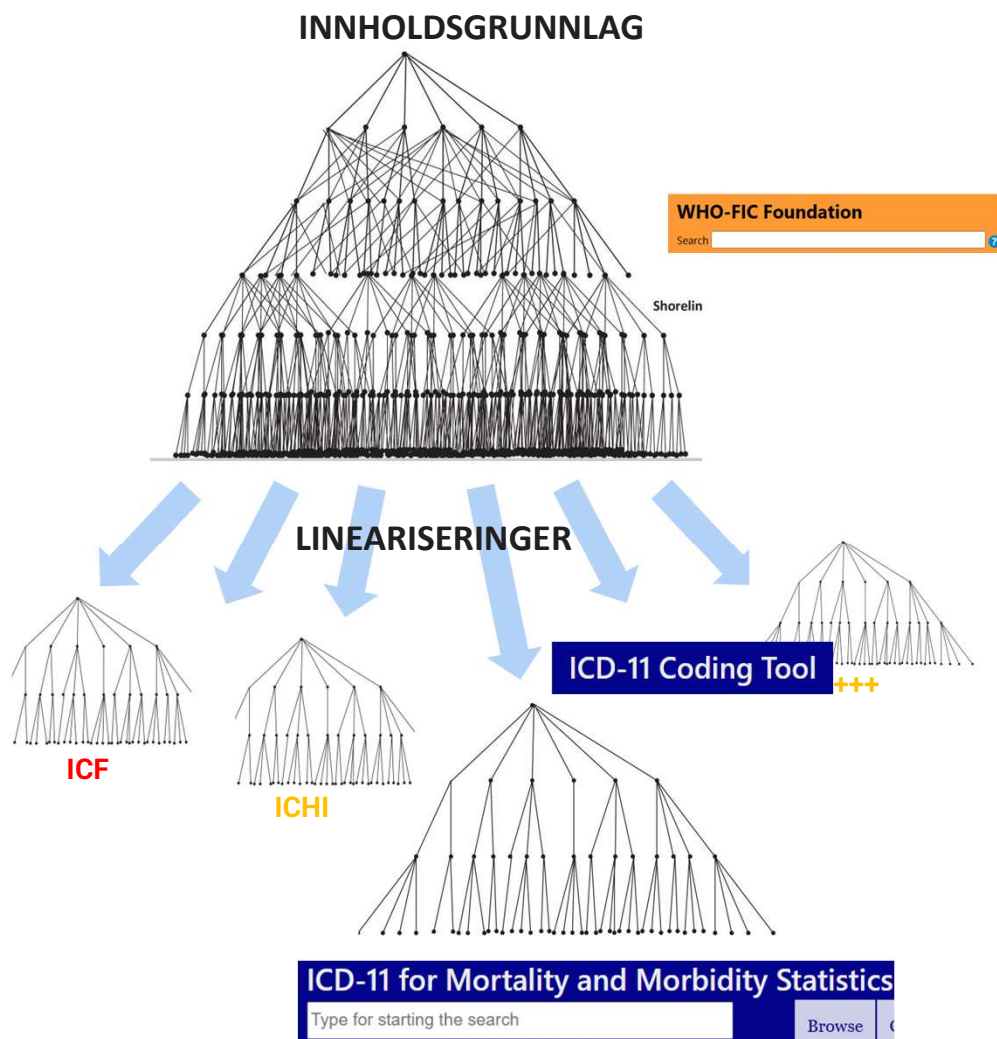 INNHOLDSGRUNNLAG
WHO-FIC Foundation
Search
?
Shorelin
LINEARISERINGER
ICD-11 Coding Tool
+++
ICF
ICHI
ICD-11 for Mortality and Morbidity Statistics
Type for starting the search
Browse